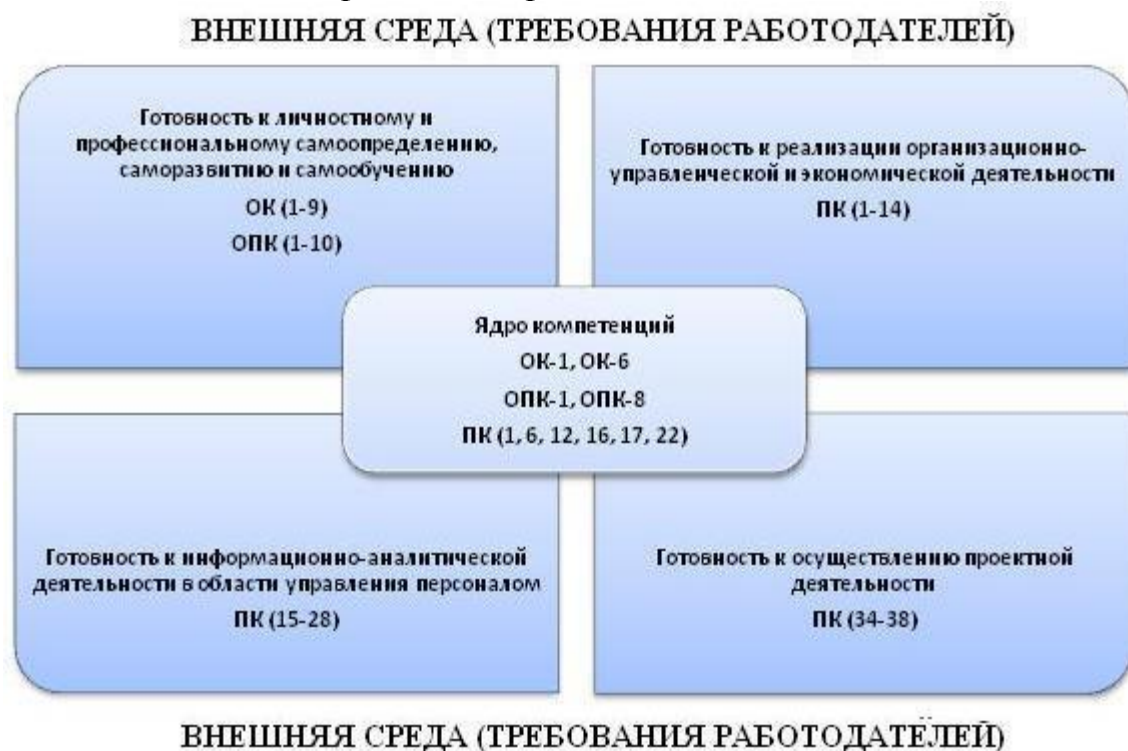 ВНЕШНЯЯ СРЕДА (ТРЕБОВАНИЯ РАБОТОДАТЕЛЕЙ)
Готовность к личностному и
профессиональному самоопределению,
саморазвитию и самообучению
ОК (1-9)
ОПК (1-10)
Готовность к реализации организационно-
управленческой и экономической деятельности
ПК (1-14)
Ядро компетенций
ОК-1, ОК-6
ОПК-1, ОПК-8
ПК (1, 6, 12, 16, 17, 22)
Готовность к информационно-аналитической
деятельности в области управления персоналом
ПК (15-28)
Готовность к осуществлению проектной
деятельности
ПК (34-38)
ВНЕШНЯЯ СРЕДА (ТРЕБОВАНИЯ РАБОТОДАТЕЛЕЙ)